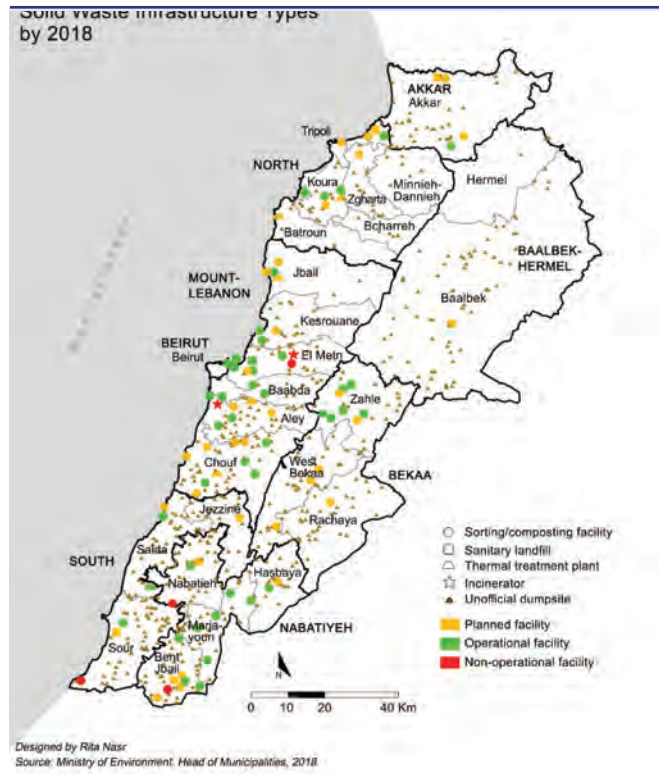 Solid Waste Infrastructure Types
by 2018
AKKAR
Akkar
Tripoli
NORTH
Koura
Minnieh-
Dannieh
Hermel
Zgharta
Bcharreh
Batroun
BAALBEK-
HERMEL
MOUNT-
LEBANON
Jbail
Baalbek
Kesrouane
BEIRUT
Beirut
El Metn
Baabda
Zahle
Aley
Chouf
West
Bekaa
BEKAA
Jezzine
Rachaya
SOUTH
Saida
Hasbaya
Nabatieh
NABATIYEH
Marja-
youn
Sour
Bent
Jbail
Sorting/composting facility
Sanitary landfill
Thermal treatment plant
Incinerator
Unofficial dumpsite
Planned facility
Operational facility
Non-operational facility
N
0 10 20 40 Km
Designed by Rita Nasr
Source: Ministry of Environment. Head of Municipalities, 2018